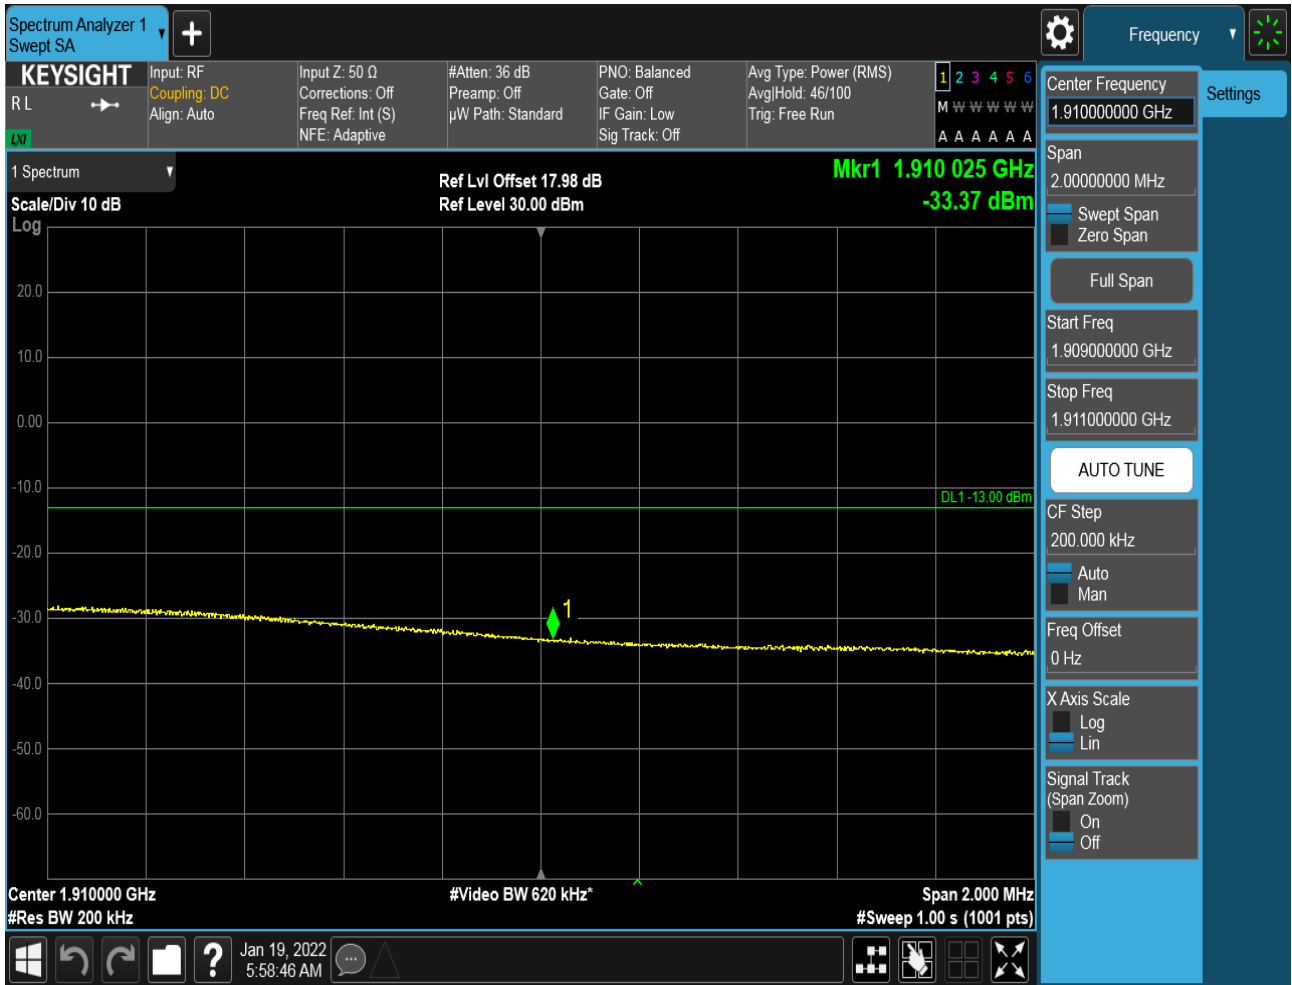 Spectrum Analyzer 1
Swept SA
Frequency
KEYSIGHT
R L
LXI
Input: RF
Coupling: DC
Align: Auto
Input Z: 50 Ω
Corrections: Off
Freq Ref: Int (S)
NFE: Adaptive
#Atten: 36 dB
Preamp: Off
µW Path: Standard
PNO: Balanced
Gate: Off
IF Gain: Low
Sig Track: Off
Avg Type: Power (RMS)
Avg|Hold: 46/100
Trig: Free Run
1 2 3 4 5 6
M W W W W W
A A A A A A
1 Spectrum
Scale/Div 10 dB
Log
Ref Lvl Offset 17.98 dB
Ref Level 30.00 dBm
Mkr1 1.910 025 GHz
-33.37 dBm
20.0
10.0
0.00
-10.0
DL1 -13.00 dBm
-20.0
1
-30.0
-40.0
-50.0
-60.0
Center 1.910000 GHz
#Video BW 620 kHz*
Span 2.000 MHz
#Res BW 200 kHz
#Sweep 1.00 s (1001 pts)
?
Jan 19, 2022
5:58:46 AM
Center Frequency
1.910000000 GHz
Settings
Span
2.00000000 MHz
Swept Span
Zero Span
Full Span
Start Freq
1.909000000 GHz
Stop Freq
1.911000000 GHz
AUTO TUNE
CF Step
200.000 kHz
Auto
Man
Freq Offset
0 Hz
X Axis Scale
Log
Lin
Signal Track
(Span Zoom)
On
Off